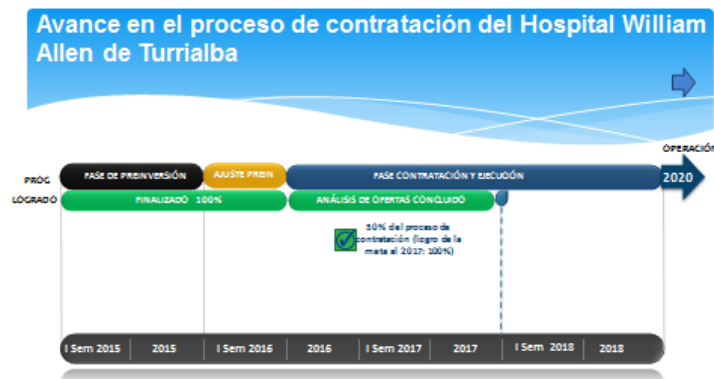 Avance en el proceso de contratación del Hospital William
Allen de Turrialba
OPERACIÓN
PROG
FASE DE PREINVERSIÓN
AJUSTE PREIN
FASE CONTRATACIÓN Y EJECUCIÓN
2020
LOGRADO
FINALIZADO 100%
ANÁLISIS DE OFERTAS CONCLUIDO
50% del proceso de
contratación (logro de la
meta al 2017: 100%)
I Sem 2015
2015
I Sem 2016
2016
I Sem 2017
2017
I Sem 2018
2018